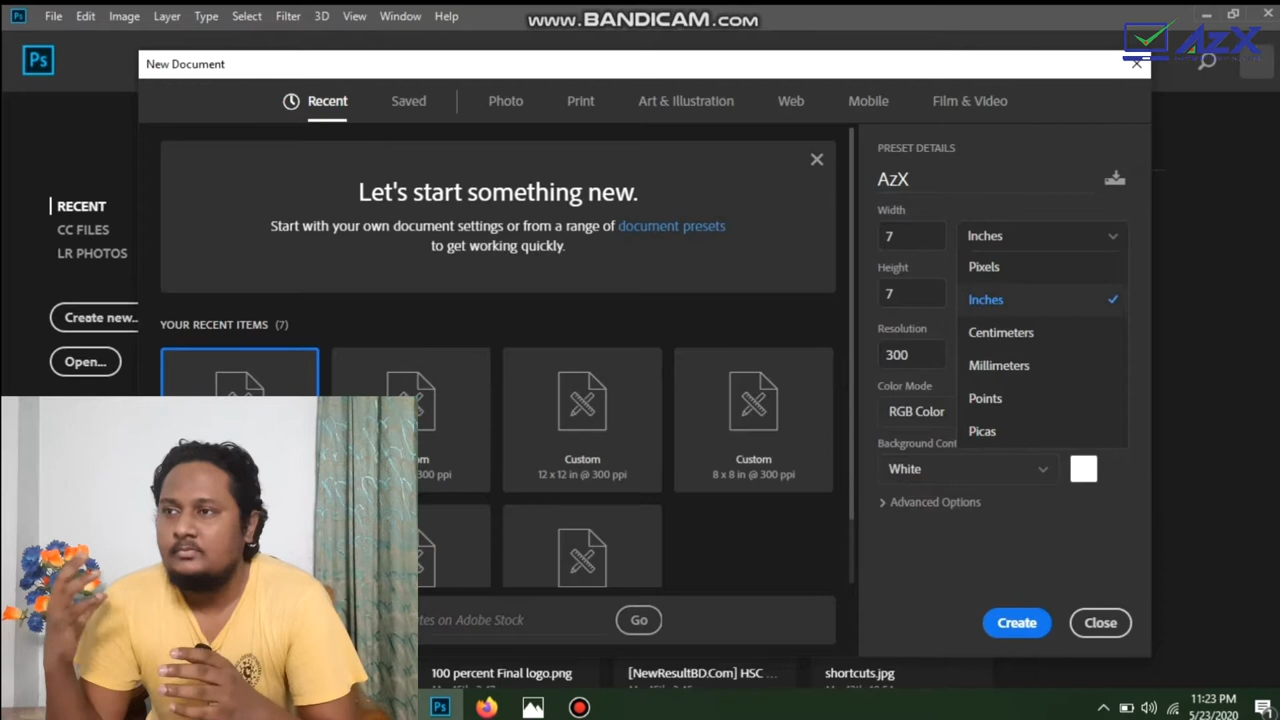 Ps File Edit Image Layer Type Select Filter 3D View Window Help
www.BANDICAM.com
AzX
Ps
New Document
Recent Saved Photo Print Art & Illustration Web Mobile Film & Video
RECENT
CC FILES
LR PHOTOS
Create new..
Open...
Let's start something new.
Start with your own document settings or from a range of document presets
to get working quickly.
YOUR RECENT ITEMS (7)
Custom
12 x 12 in @ 300 ppi
Custom
8 x 8 in @ 300 ppi
300 ppi
on Adobe Stock
Go
PRESET DETAILS
AzX
Width
7
Inches
Pixels
Inches
Centimeters
Millimeters
Points
Picas
Height
7
Resolution
300
Color Mode
RGB Color
Background Cont
White
Advanced Options
Create
Close
100 percent Final logo.png
[NewResultBD.Com] HSC ...
shortcuts.jpg
Ps
11:23 PM
5/23/2020